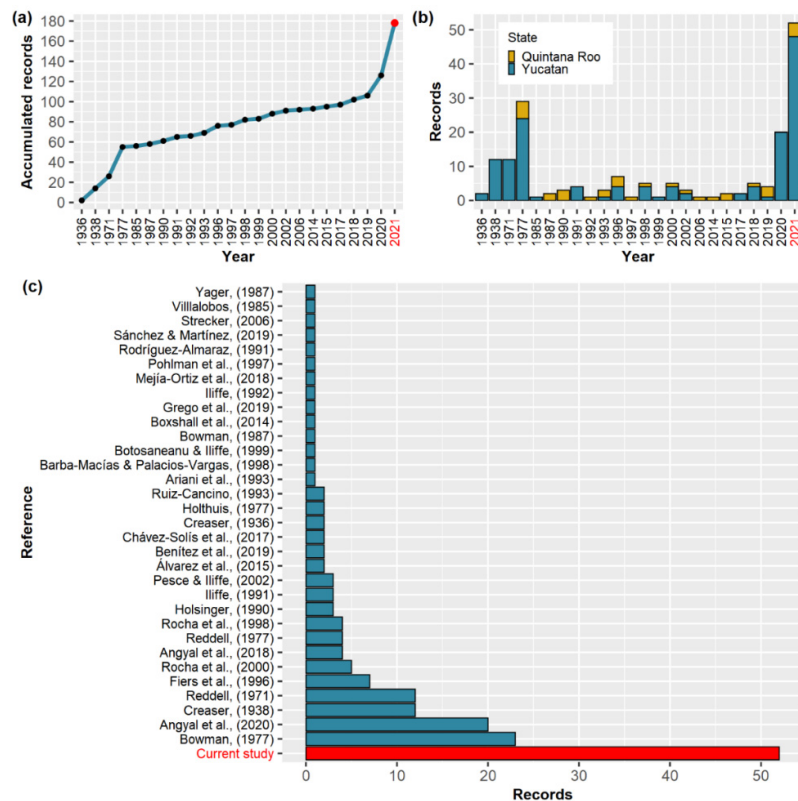 (a)
Accumulated records
180
160
140
120
100
80
60
40
20
0
1936
1938
1971
1977
1985
1987
1990
1991
1992
1993
1996
1997
1998
1999
2000
2002
2006
2014
2015
2017
2018
2019
2020
2021
Year
(b)
Records
50
40
30
20
10
0
State
Quintana Roo
Yucatan
1936
1938
1971
1977
1985
1987
1990
1991
1992
1993
1996
1997
1998
1999
2000
2002
2006
2014
2015
2017
2018
2019
2020
2021
Year
(c)
Reference
Yager, (1987)
Villlalobos, (1985)
Strecker, (2006)
Sánchez & Martínez, (2019)
Rodríguez-Almaraz, (1991)
Pohlman et al., (1997)
Mejía-Ortiz et al., (2018)
Iliffe, (1992)
Grego et al., (2019)
Boxshall et al., (2014)
Bowman, (1987)
Botosaneanu & Iliffe, (1999)
Barba-Macías & Palacios-Vargas, (1998)
Ariani et al., (1993)
Ruiz-Cancino, (1993)
Holthuis, (1977)
Creaser, (1936)
Chávez-Solís et al., (2017)
Benítez et al., (2019)
Álvarez et al., (2015)
Pesce & Iliffe, (2002)
Iliffe, (1991)
Holsinger, (1990)
Rocha et al., (1998)
Reddell, (1977)
Angyal et al., (2018)
Rocha et al., (2000)
Fiers et al., (1996)
Reddell, (1971)
Creaser, (1938)
Angyal et al., (2020)
Bowman, (1977)
Current study
0 10 20 30 40 50
Records